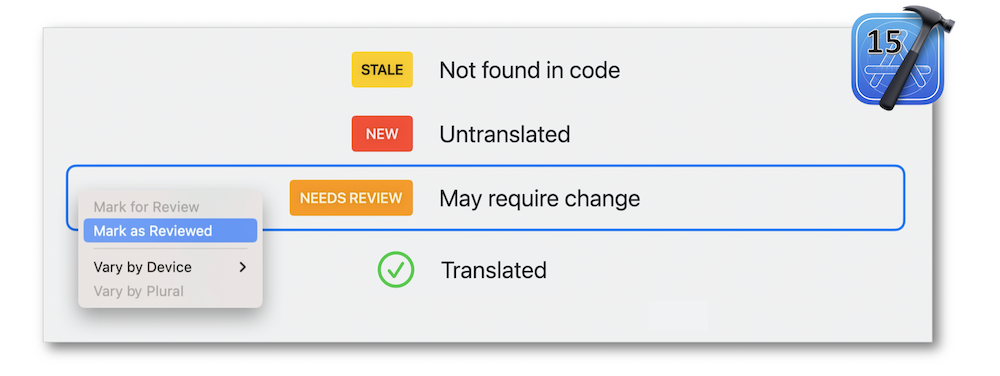 15
STALE Not found in code
NEW Untranslated
NEEDS REVIEW May require change
Mark for Review
Mark as Reviewed
Vary by Device
Vary by Plural
Translated